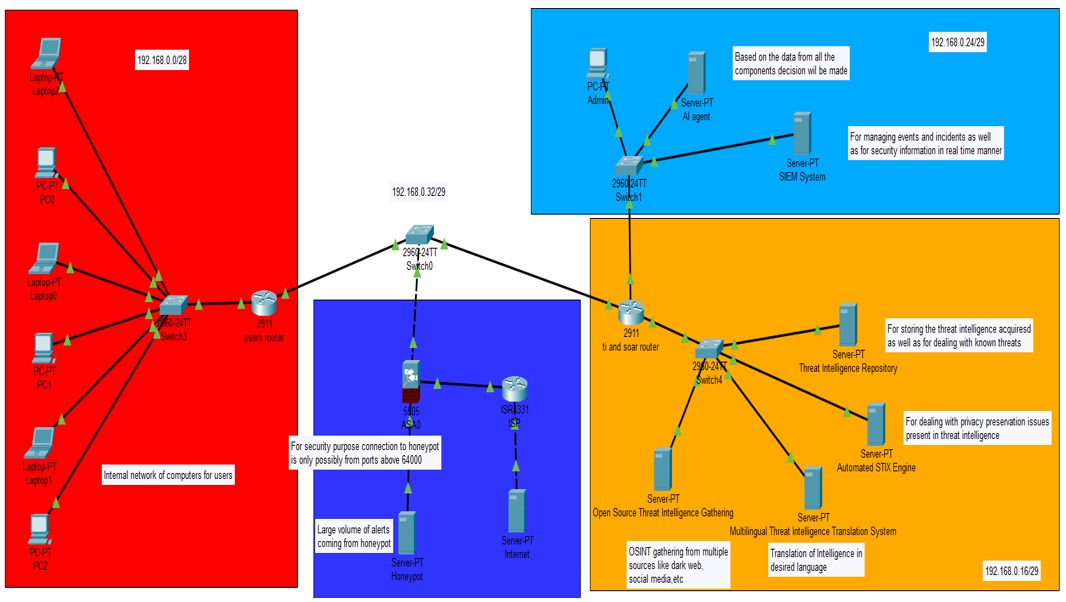 192.168.0.0/28
Laptop-PT
Laptop2
PC-PT
PC0
Laptop-PT
Laptop0
PC-PT
PC1
Laptop-PT
Laptop1
PC-PT
PC2
2960-24TT
Switch3
2911
users router
Internal network of computers for users
192.168.0.32/29
2960-24TT
Switch0
5505
ASA0
ISR4331
ISP
For security purpose connection to honeypot
is only possibly from ports above 64000
Large volume of alerts
coming from honeypot
Server-PT
Honeypot
Server-PT
Internet
192.168.0.24/29
PC-PT
Admin
Server-PT
AI agent
Based on the data from all the
components decision wil be made
Server-PT
SIEM System
For managing events and incidents as well
as for security information in real time manner
2960-24TT
Switch1
2911
ti and soar router
2960-24TT
Switch4
Server-PT
Threat Intelligence Repository
For storing the threat intelligence acquiresd
as well as for dealing with known threats
Server-PT
Automated STIX Engine
For dealing with privacy preseration issues
present in threat intelligence
Server-PT
Open Source Threat Intelligence Gathering
Server-PT
Multilingual Threat Intelligence Translation System
OSINT gathering from multiple
sources like dark web,
social media,etc
Translation of Intelligence in
desired language
192.168.0.16/29